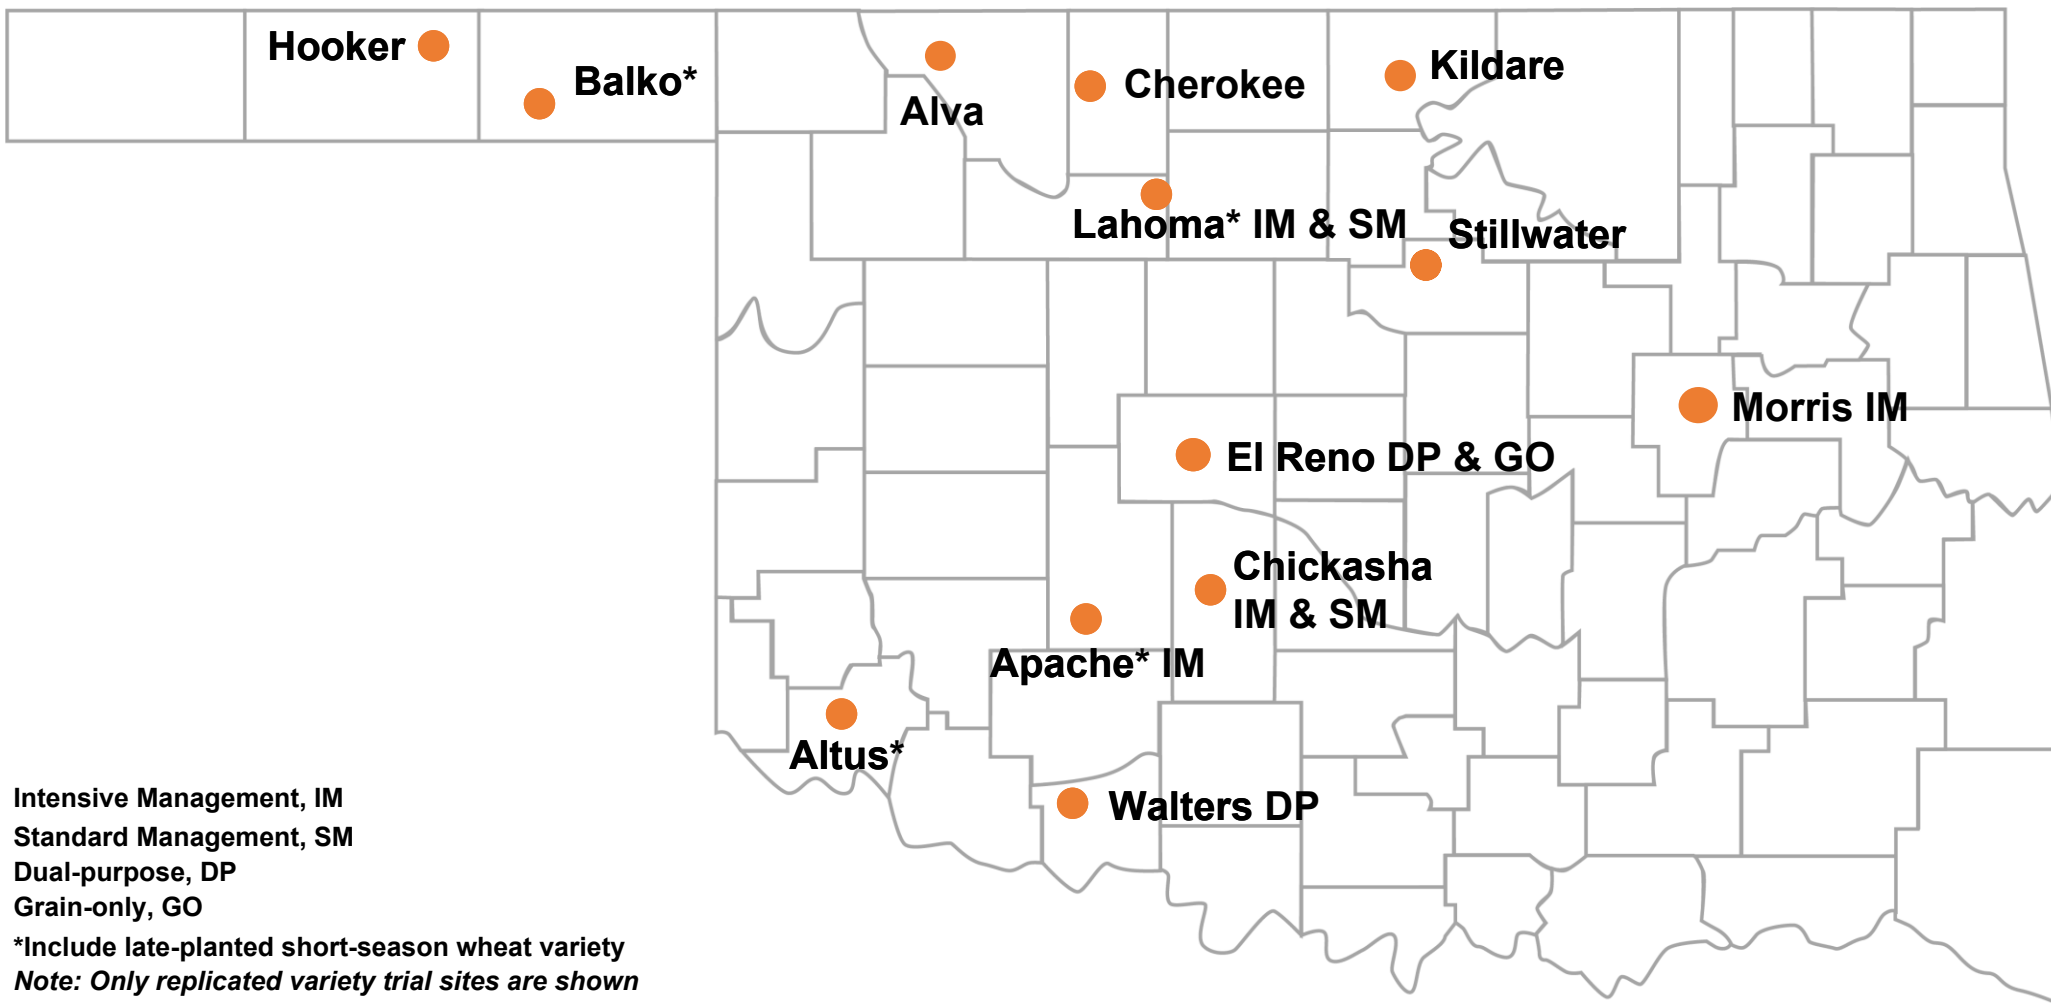 Hooker
Balko*
Alva
Cherokee
Kildare
Lahoma* IM & SM
Stillwater
Morris IM
El Reno DP & GO
Chickasha
IM & SM
Apache* IM
Altus*
Walters DP
Intensive Management, IM
Standard Management, SM
Dual-purpose, DP
Grain-only, GO
*Include late-planted short-season wheat variety
Note: Only replicated variety trial sites are shown